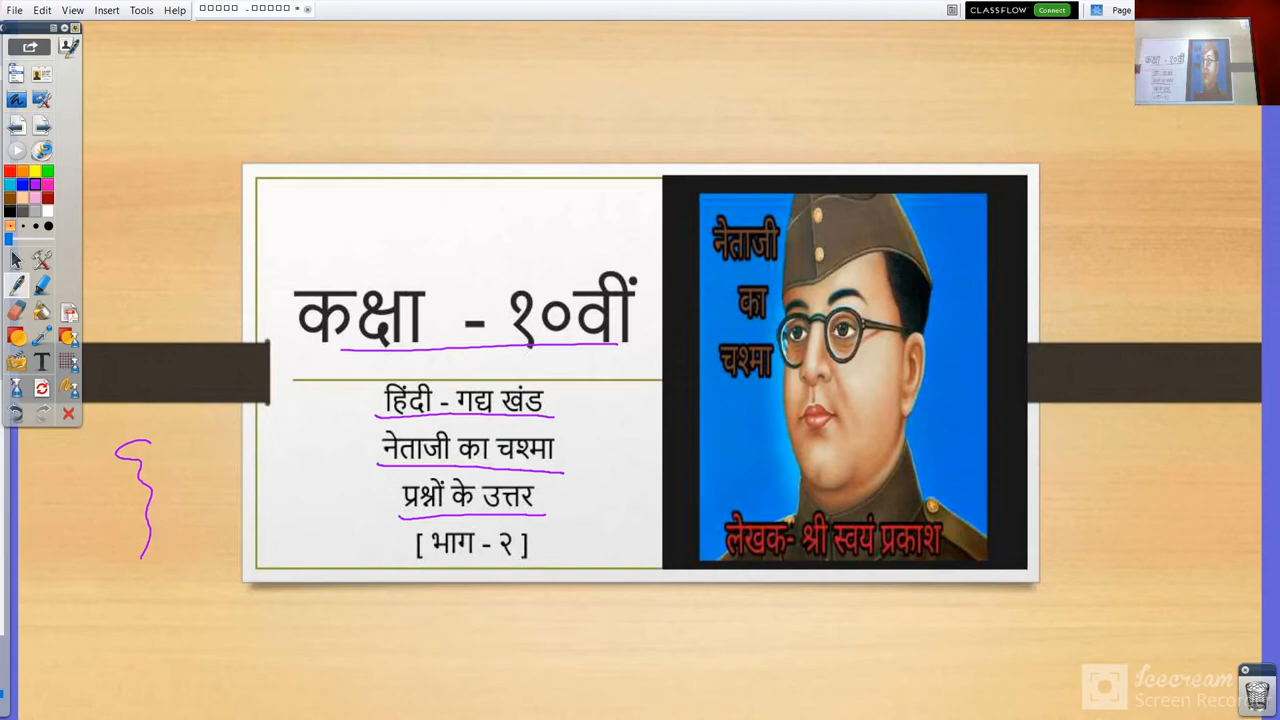 File Edit View Insert Tools Help
CLASSFLOW Connect Page
कक्षा - १०वीं
हिंदी - गद्य खंड
नेताजी का चश्मा
प्रश्नों के उत्तर
[ भाग - २ ]
नेताजी
का
चश्मा
लेखक- श्री स्वयं प्रकाश
Icecream
Screen Recorder